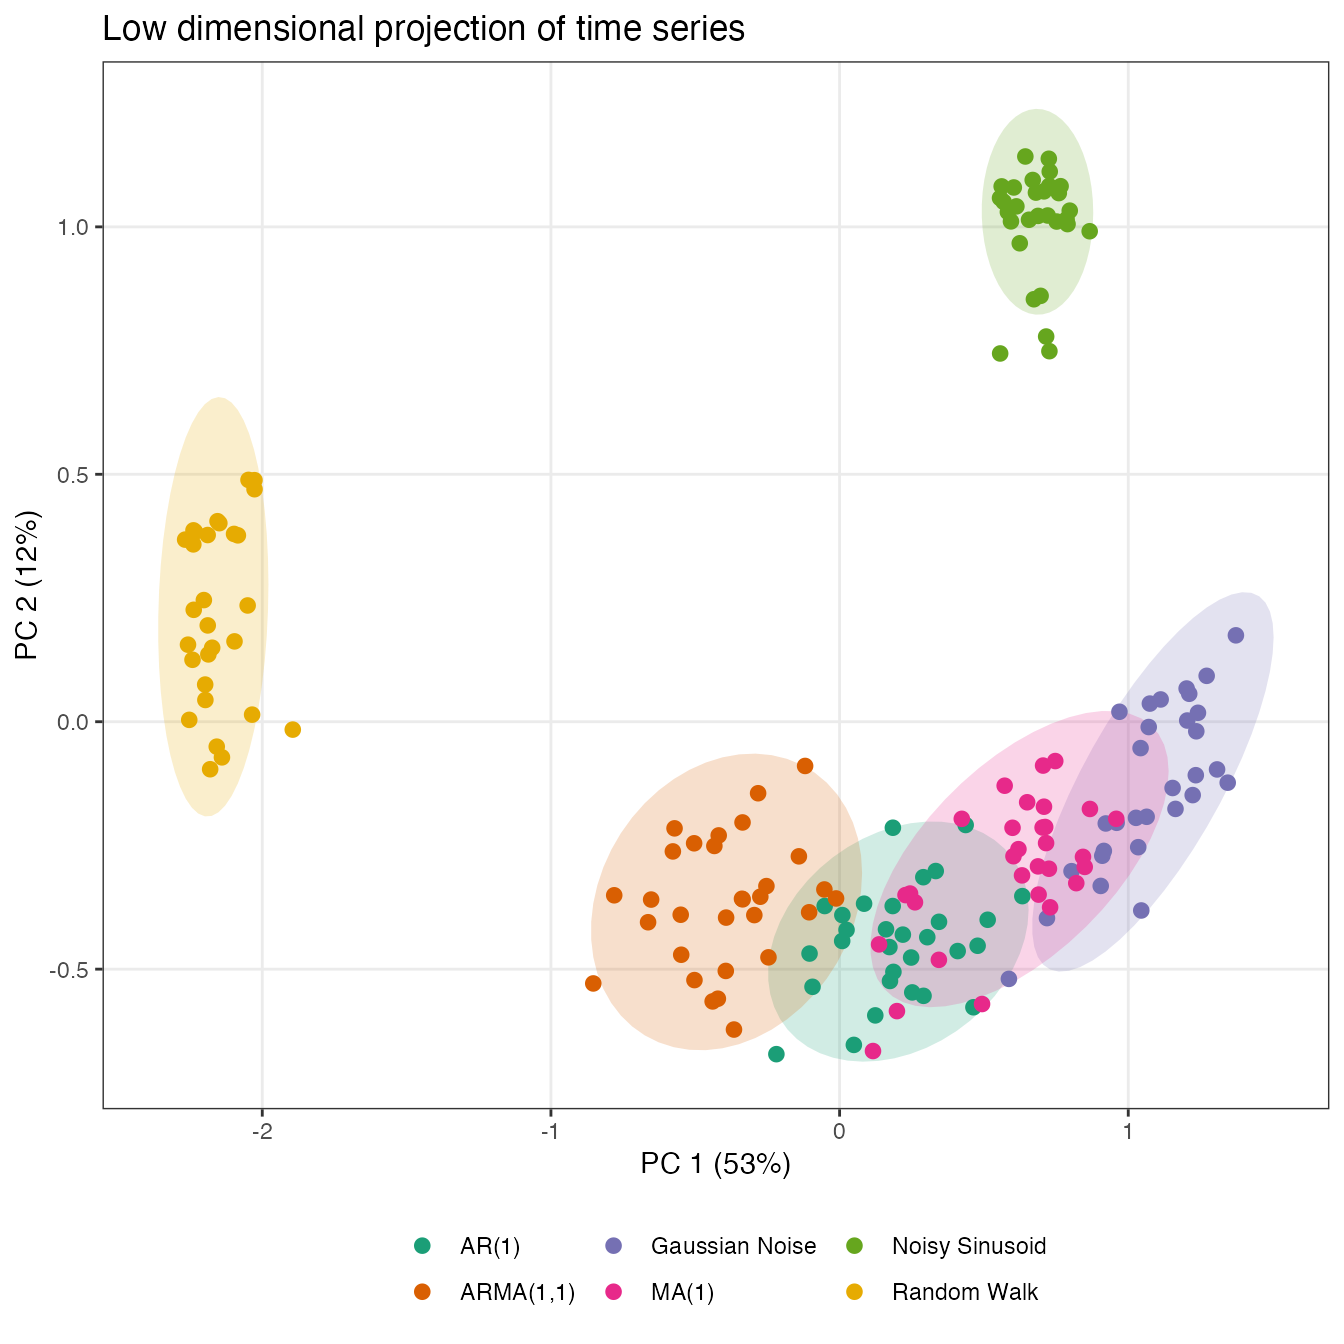 Low dimensional projection of time series
1.0
0.5
0.0
-0.5
PC 2 (12%)
-2 -1 0 1
PC 1 (53%)
AR(1) Gaussian Noise Noisy Sinusoid
ARMA(1,1) MA(1) Random Walk